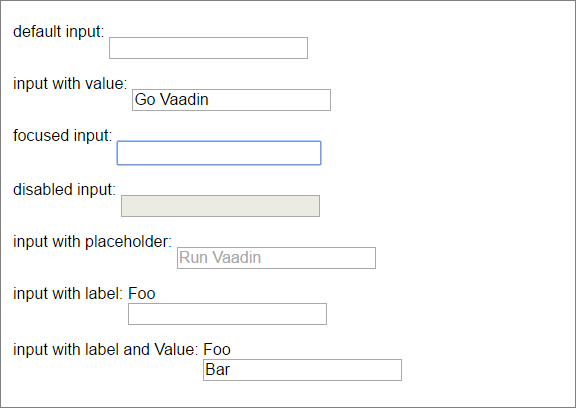 default input:
input with value:
Go Vaadin
focused input:
disabled input:
input with placeholder:
Run Vaadin
input with label: Foo
input with label and Value: Foo
Bar